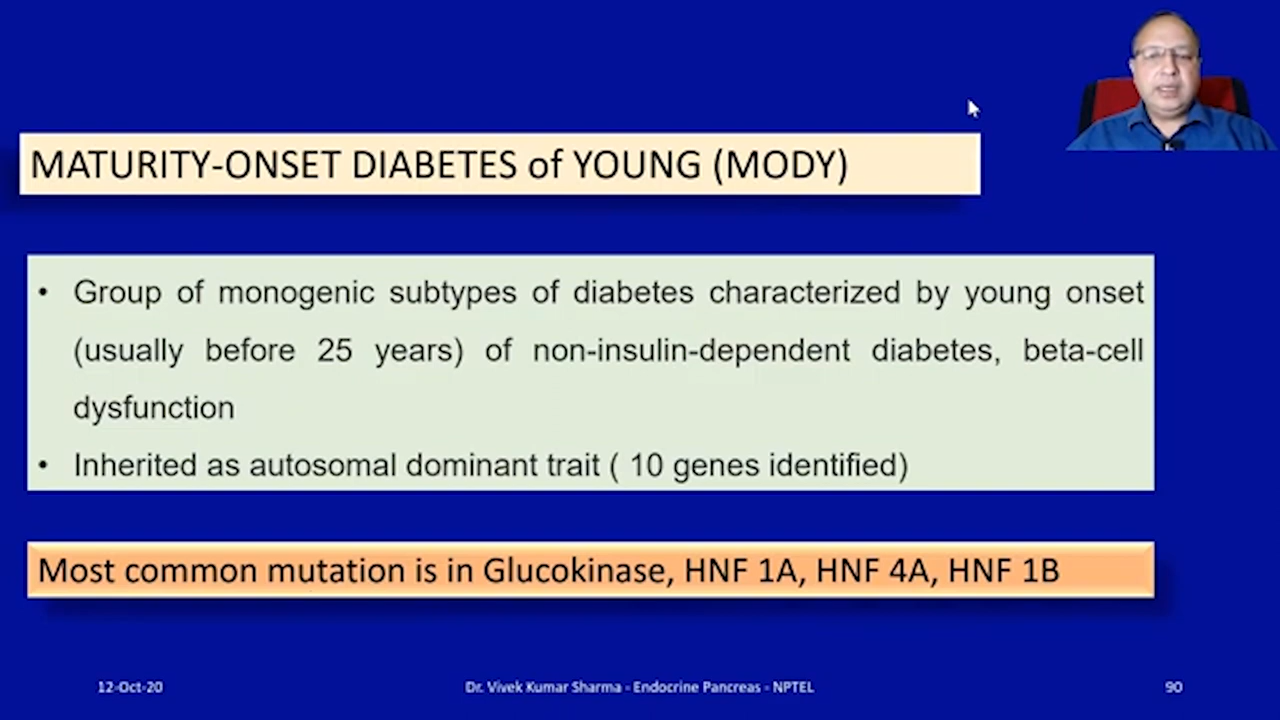 MATURITY-ONSET DIABETES of YOUNG (MODY)
• Group of monogenic subtypes of diabetes characterized by young onset
(usually before 25 years) of non-insulin-dependent diabetes, beta-cell
dysfunction
• Inherited as autosomal dominant trait ( 10 genes identified)
Most common mutation is in Glucokinase, HNF 1A, HNF 4A, HNF 1B
12-Oct-20
Dr. Vivek Kumar Sharma - Endocrine Pancreas - NPTEL
90